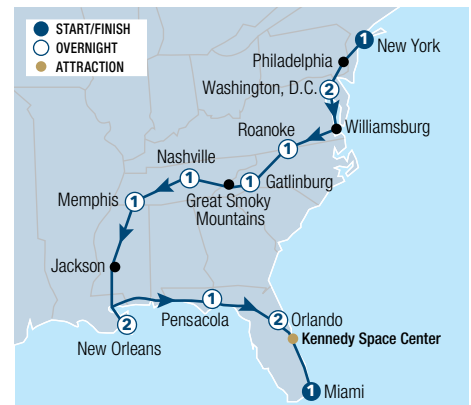 START/FINISH
OVERNIGHT
ATTRACTION
1 New York
Philadelphia
Washington, D.C. 2
Williamsburg
Roanoke
1
Nashville
1
1 Gatlinburg
Great Smoky
Mountains
Memphis 1
Jackson
1
Pensacola
2 Orlando
2
New Orleans
Kennedy Space Center
1 Miami